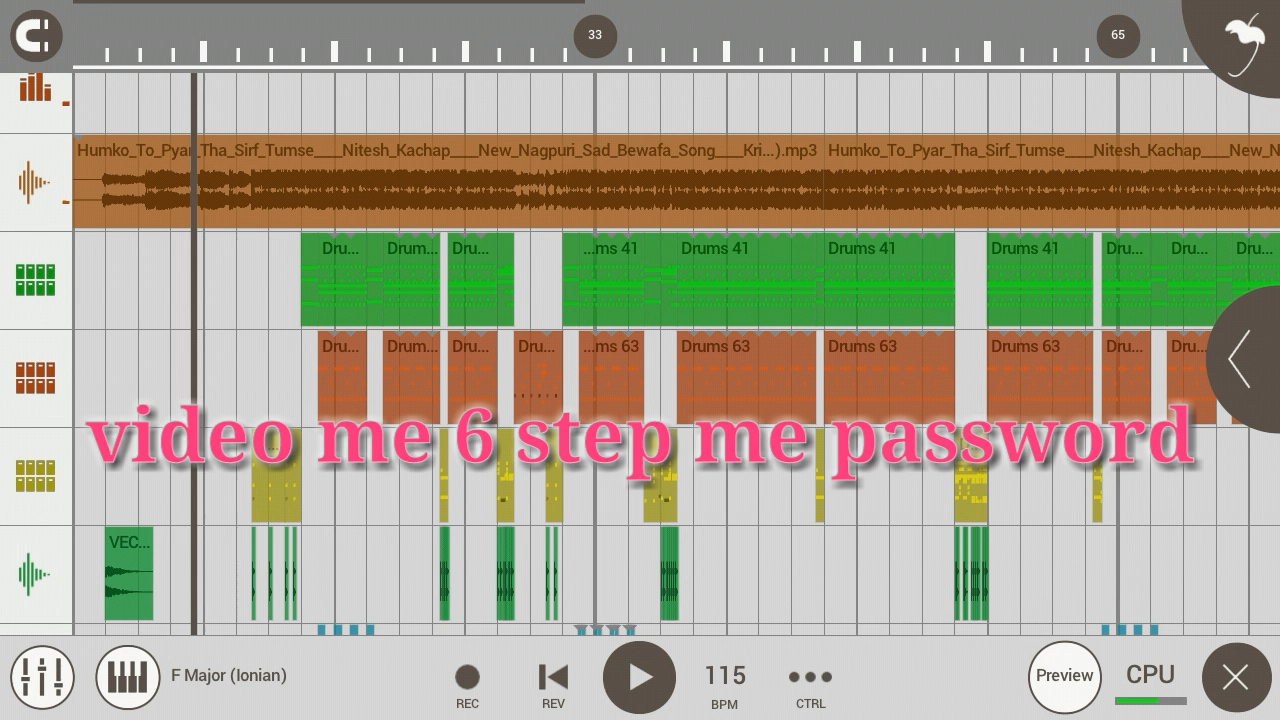 33
65
Humko_To_Pyar_Tha_Sirf_Tumse___Nitesh_Kachap___New_Nagpuri_Sad_Bewafa_Song___Kri...).mp3 Humko_To_Pyar_Tha_Sirf_Tumse___Nitesh_Kachap___New_N
Dru... Drum... Dru... ...ms 41 Drums 41 Drums 41 Drums 41 Dru... Dru... Dru...
Dru... Drum... Dru... Dru... ...ms 63 Drums 63 Drums 63 Drums 63 Dru... Dru...
video me 6 step me password
VEC...
F Major (Ionian)
REC
REV
115
BPM
CTRL
Preview
CPU